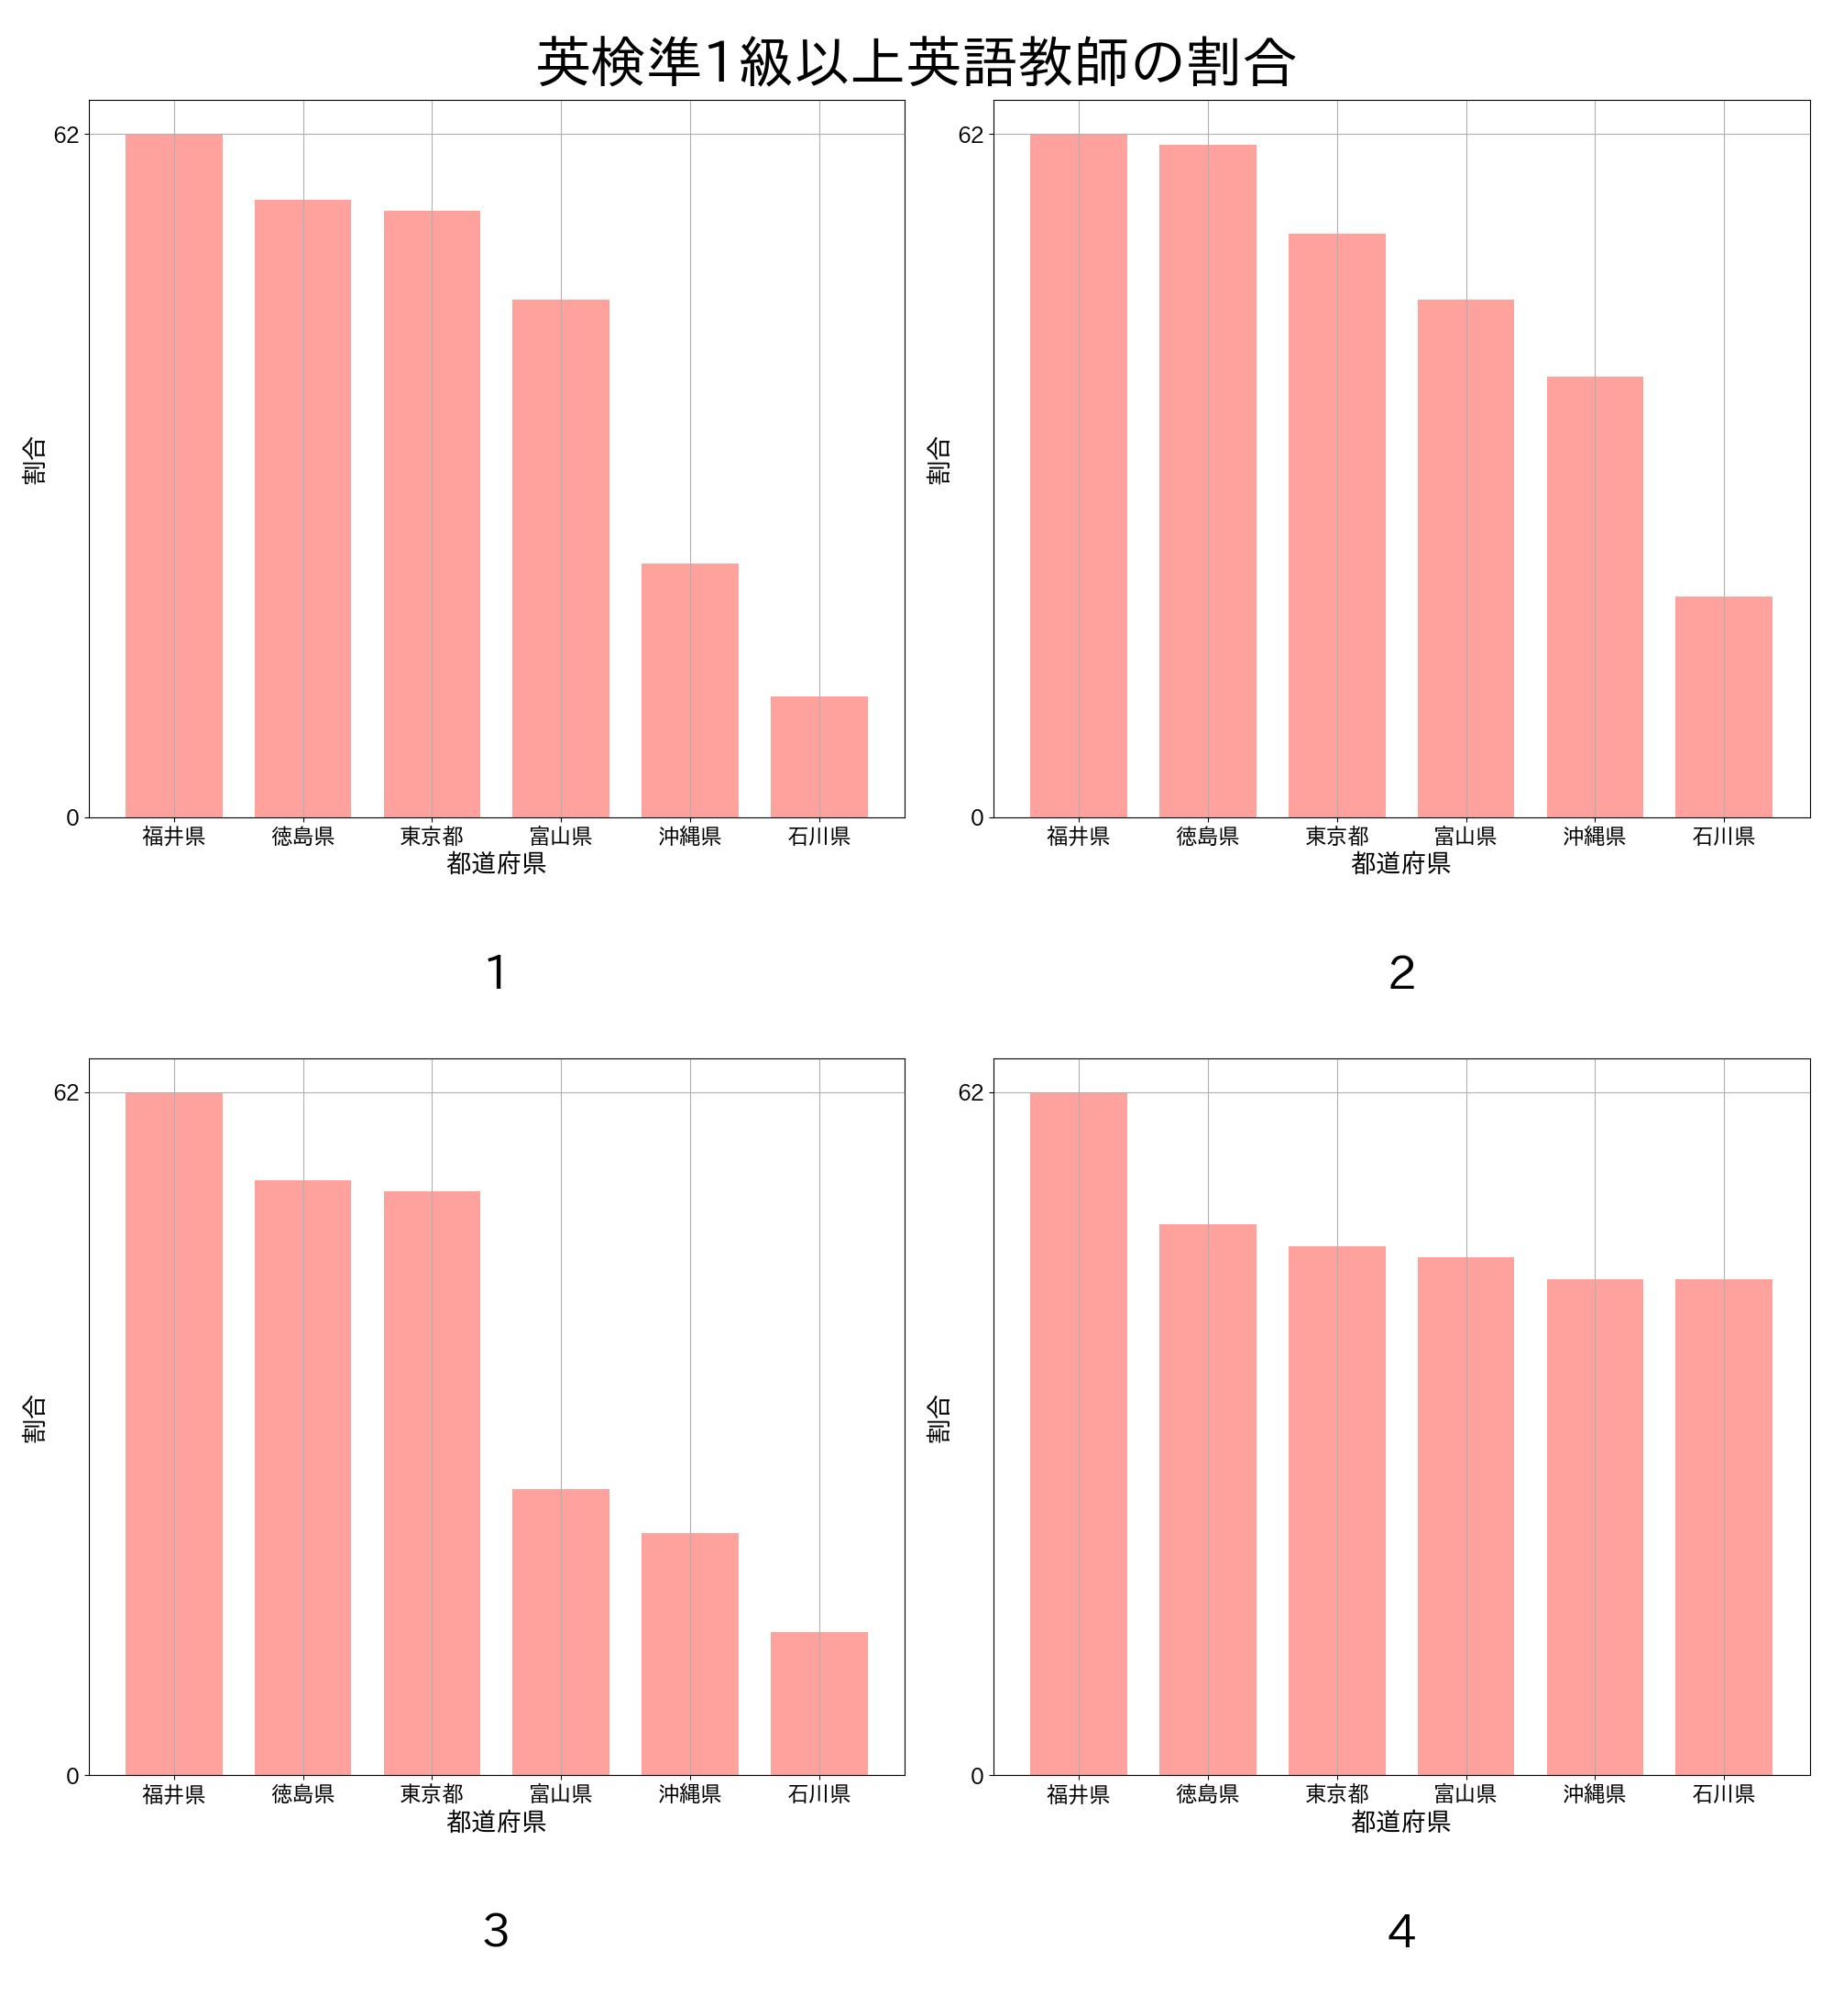 英検準1級以上英語教師の割合
62
0
割合
福井県 徳島県 東京都 富山県 沖縄県 石川県
都道府県
1
62
0
割合
福井県 徳島県 東京都 富山県 沖縄県 石川県
都道府県
2
62
0
割合
福井県 徳島県 東京都 富山県 沖縄県 石川県
都道府県
3
62
0
割合
福井県 徳島県 東京都 富山県 沖縄県 石川県
都道府県
4